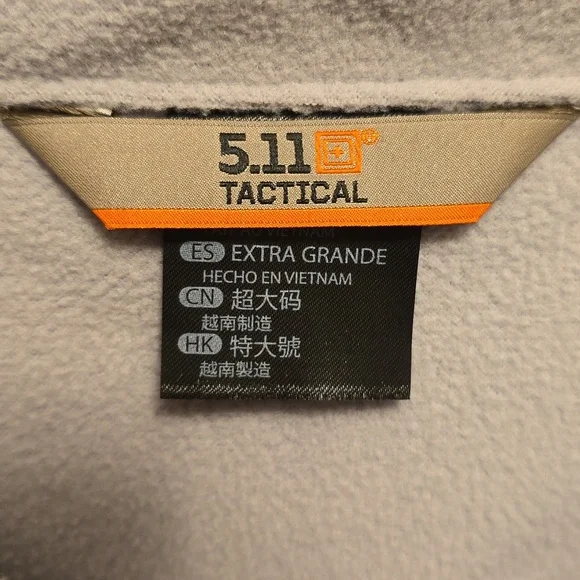 5.11®
TACTICAL
ES EXTRA GRANDE
HECHO EN VIETNAM
CN 超大码
越南制造
HK 特大號
越南製造